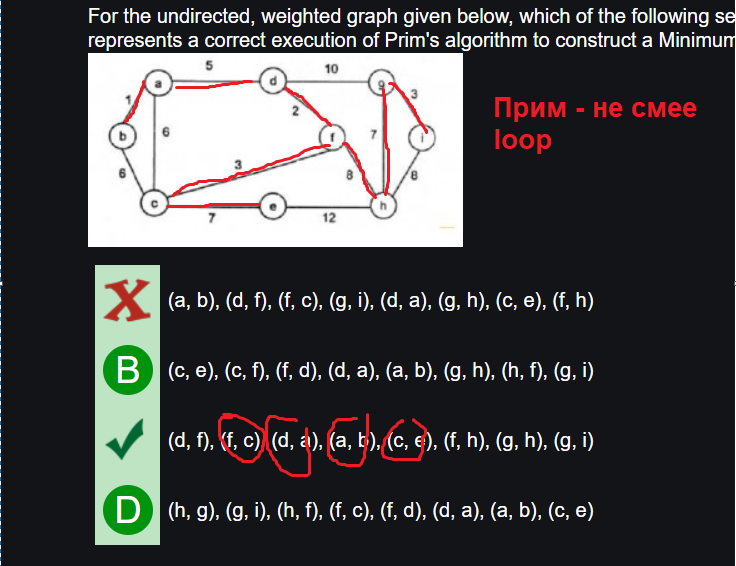 For the undirected, weighted graph given below, which of the following se
represents a correct execution of Prim's algorithm to construct a Minimum
5
10
a
d
g
3
1
2
Прим - не смее
loop
b
6
f
7
i
3
6
8
8
c
e
h
7
12
X (a, b), (d, f), (f, c), (g, i), (d, a), (g, h), (c, e), (f, h)
B (c, e), (c, f), (f, d), (d, a), (a, b), (g, h), (h, f), (g, i)
(d, f), (f, c), (d, a), (a, b), (c, e), (f, h), (g, h), (g, i)
D (h, g), (g, i), (h, f), (f, c), (f, d), (d, a), (a, b), (c, e)